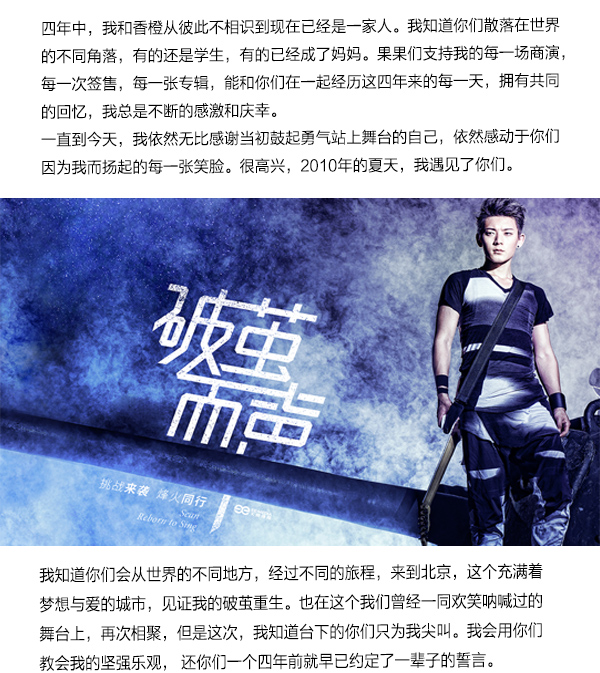 四年中，我和香橙从彼此不相识到现在已经是一家人。我知道你们散落在世界
的不同角落，有的还是学生，有的已经成了妈妈。果果们支持我的每一场商演，
每一次签售，每一张专辑，能和你们在一起经历这四年来的每一天，拥有共同
的回忆，我总是不断的感激和庆幸。
一直到今天，我依然无比感谢当初鼓起勇气站上舞台的自己，依然感动于你们
因为我而扬起的每一张笑脸。很高兴，2010年的夏天，我遇见了你们。
破茧
而声
挑战来袭 烽火同行
Sean
Reborn to Sing
我知道你们会从世界的不同地方，经过不同的旅程，来到北京，这个充满着
梦想与爱的城市，见证我的破茧重生。也在这个我们曾经一同欢笑呐喊过的
舞台上，再次相聚，但是这次，我知道台下的你们只为我尖叫。我会用你们
教会我的坚强乐观， 还你们一个四年前就早已约定了一辈子的誓言。